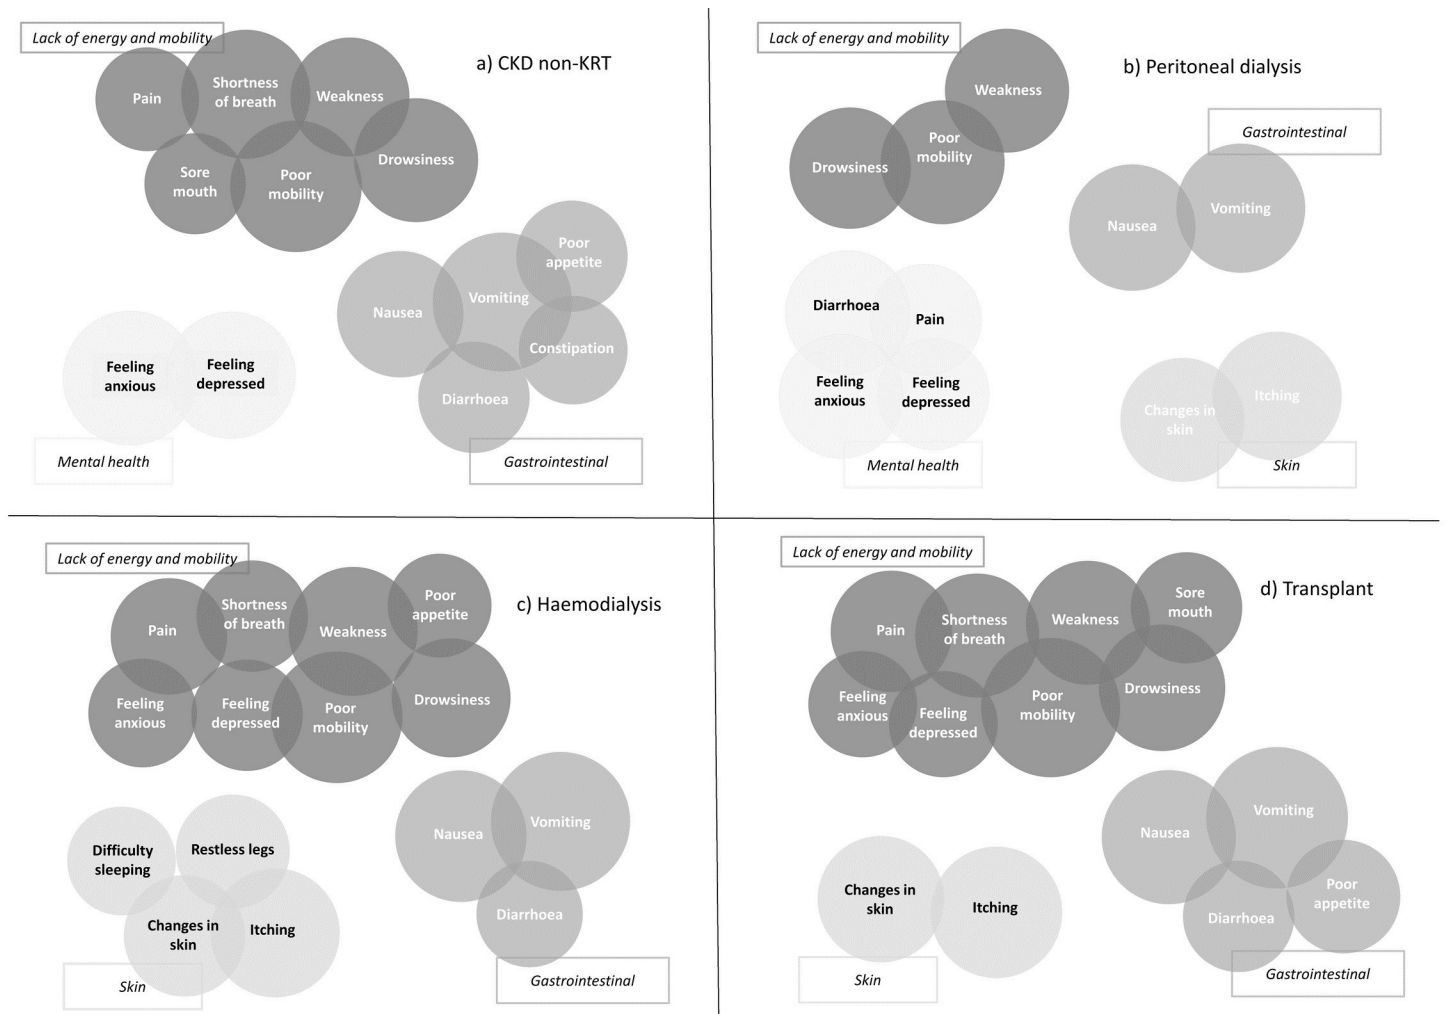 Lack of energy and mobility
a) CKD non-KRT
Pain
Shortness
of breath
Weakness
Drowsiness
Sore
mouth
Poor
mobility
Poor
appetite
Nausea
Vomiting
Constipation
Diarrhoea
Gastrointestinal
Feeling
anxious
Feeling
depressed
Mental health
Lack of energy and mobility
b) Peritoneal dialysis
Weakness
Poor
mobility
Drowsiness
Gastrointestinal
Nausea
Vomiting
Diarrhoea
Pain
Feeling
anxious
Feeling
depressed
Mental health
Changes in
skin
Itching
Skin
Lack of energy and mobility
c) Haemodialysis
Pain
Shortness
of breath
Weakness
Poor
appetite
Feeling
anxious
Feeling
depressed
Poor
mobility
Drowsiness
Difficulty
sleeping
Restless legs
Changes in
skin
Itching
Skin
Nausea
Vomiting
Diarrhoea
Gastrointestinal
Lack of energy and mobility
d) Transplant
Pain
Shortness
of breath
Weakness
Sore
mouth
Feeling
anxious
Feeling
depressed
Poor
mobility
Drowsiness
Changes in
skin
Itching
Skin
Nausea
Vomiting
Diarrhoea
Poor
appetite
Gastrointestinal